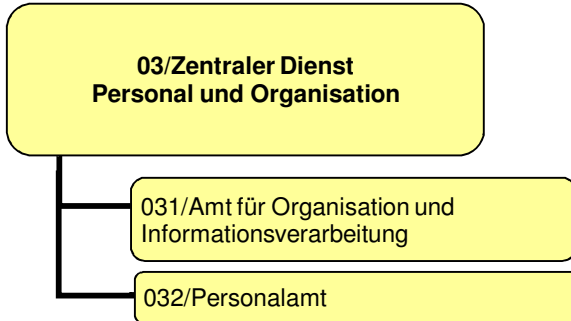 03/Zentraler Dienst
Personal und Organisation
031/Amt für Organisation und
Informationsverarbeitung
032/Personalamt